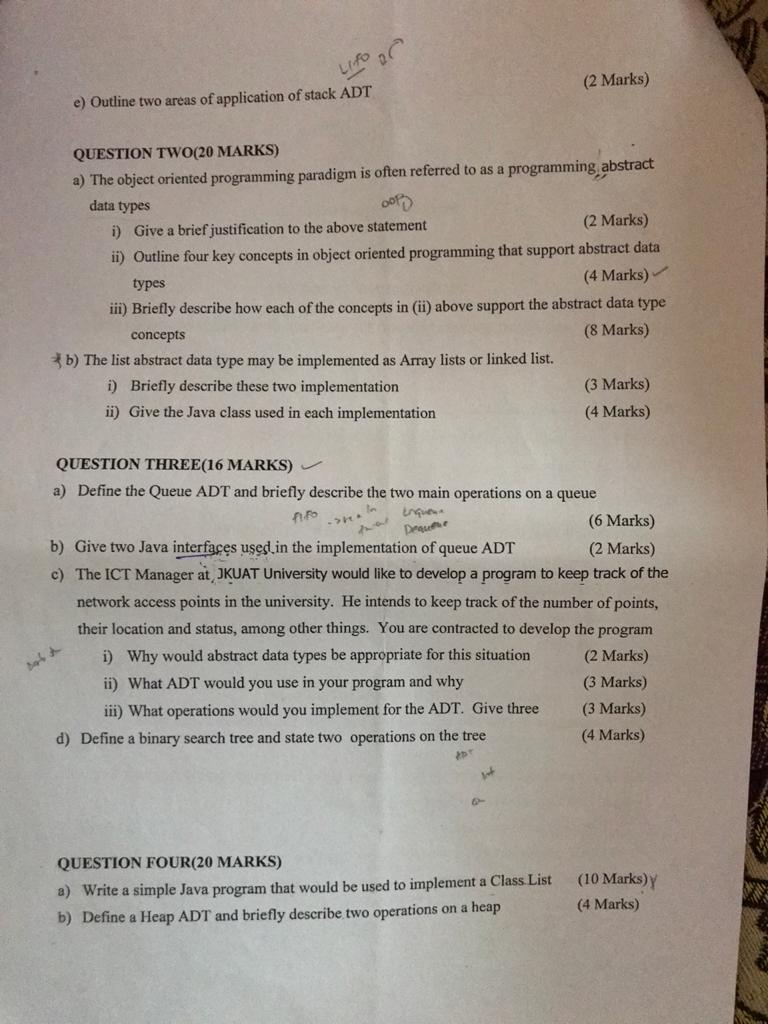 LIFO
e) Outline two areas of application of stack ADT (2 Marks)
QUESTION TWO(20 MARKS)
a) The object oriented programming paradigm is often referred to as a programming abstract
data types
OOP
i) Give a brief justification to the above statement (2 Marks)
ii) Outline four key concepts in object oriented programming that support abstract data
types (4 Marks)
iii) Briefly describe how each of the concepts in (ii) above support the abstract data type
concepts (8 Marks)
b) The list abstract data type may be implemented as Array lists or linked list.
i) Briefly describe these two implementation (3 Marks)
ii) Give the Java class used in each implementation (4 Marks)
QUESTION THREE(16 MARKS)
a) Define the Queue ADT and briefly describe the two main operations on a queue
FIFO Enqueue
Dequeue
(6 Marks)
b) Give two Java interfaces used in the implementation of queue ADT (2 Marks)
c) The ICT Manager at JKUAT University would like to develop a program to keep track of the
network access points in the university. He intends to keep track of the number of points,
their location and status, among other things. You are contracted to develop the program
i) Why would abstract data types be appropriate for this situation (2 Marks)
ii) What ADT would you use in your program and why (3 Marks)
iii) What operations would you implement for the ADT. Give three (3 Marks)
d) Define a binary search tree and state two operations on the tree (4 Marks)
QUESTION FOUR(20 MARKS)
a) Write a simple Java program that would be used to implement a Class List (10 Marks)
b) Define a Heap ADT and briefly describe two operations on a heap (4 Marks)